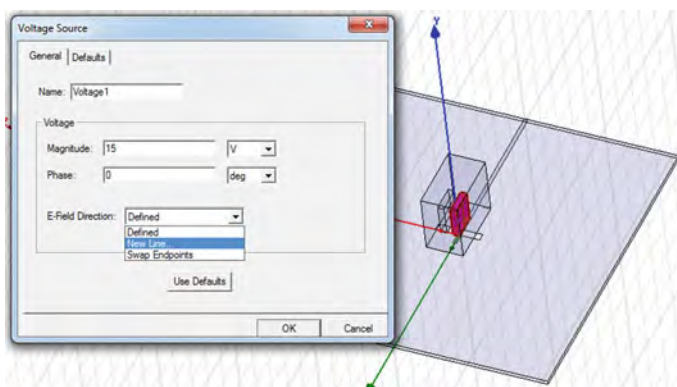 Voltage Source
General Defaults
Name: Voltage1
Voltage
Magnitude: 15 V
Phase: 0 deg
E-Field Direction: Defined
Defined
New Line...
Swap Endpoints
Use Defaults
OK Cancel
Y